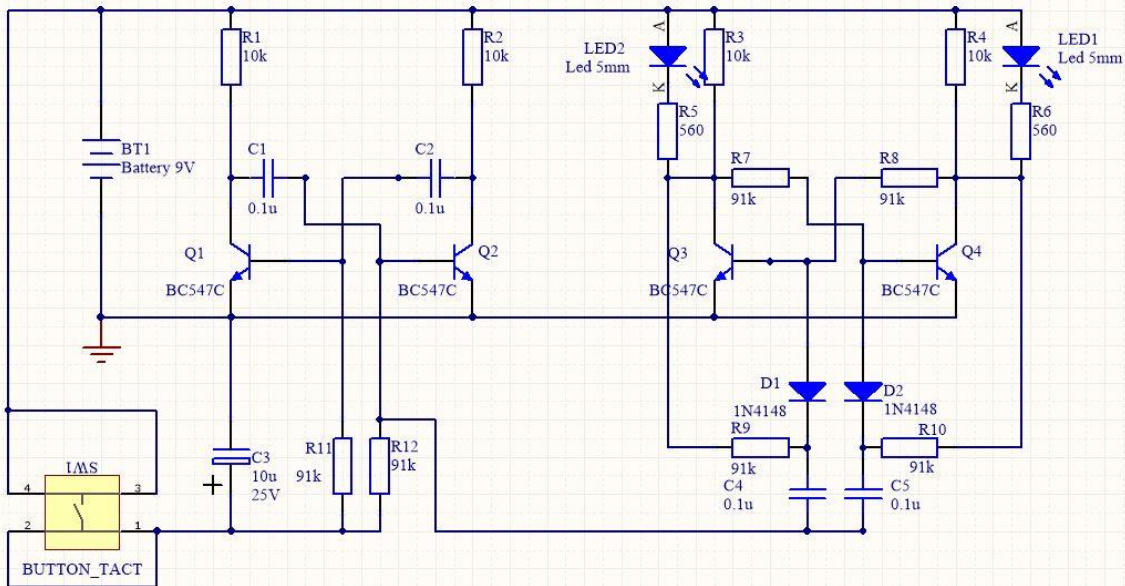 R1
10k
R2
10k
LED2
Led 5mm
A
K
R3
10k
R4
10k
A
K
LED1
Led 5mm
R5
560
R6
560
BT1
Battery 9V
C1
0.1u
C2
0.1u
R7
91k
R8
91k
Q1
BC547C
Q2
BC547C
Q3
BC547C
Q4
BC547C
D1
1N4148
D2
1N4148
R9
91k
R10
91k
C3
10u
25V
R11
91k
R12
91k
C4
0.1u
C5
0.1u
SW1
4
3
2
1
BUTTON_TACT